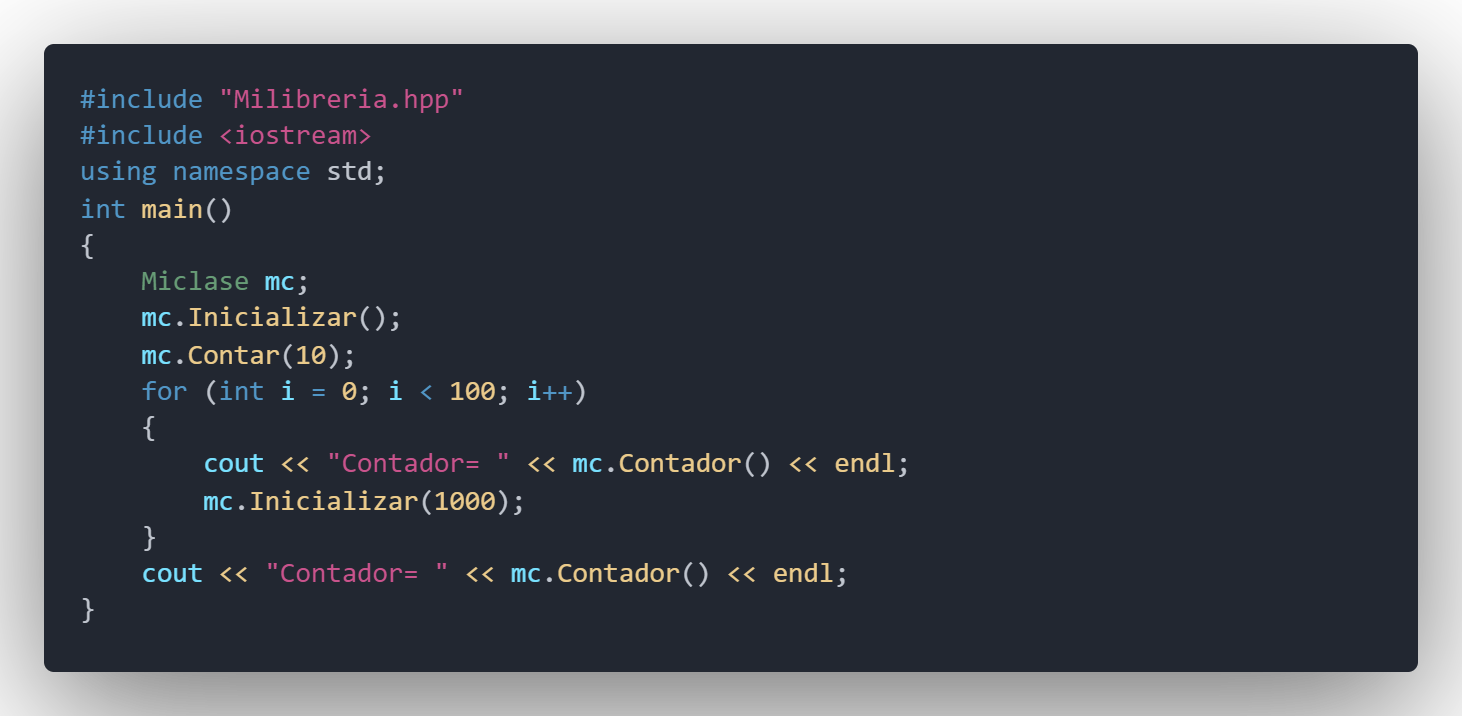 #include "Milibreria.hpp"
#include <iostream>
using namespace std;
int main()
{
    Miclase mc;
    mc.Inicializar();
    mc.Contar(10);
    for (int i = 0; i < 100; i++)
    {
        cout << "Contador= " << mc.Contador() << endl;
        mc.Inicializar(1000);
    }
    cout << "Contador= " << mc.Contador() << endl;
}